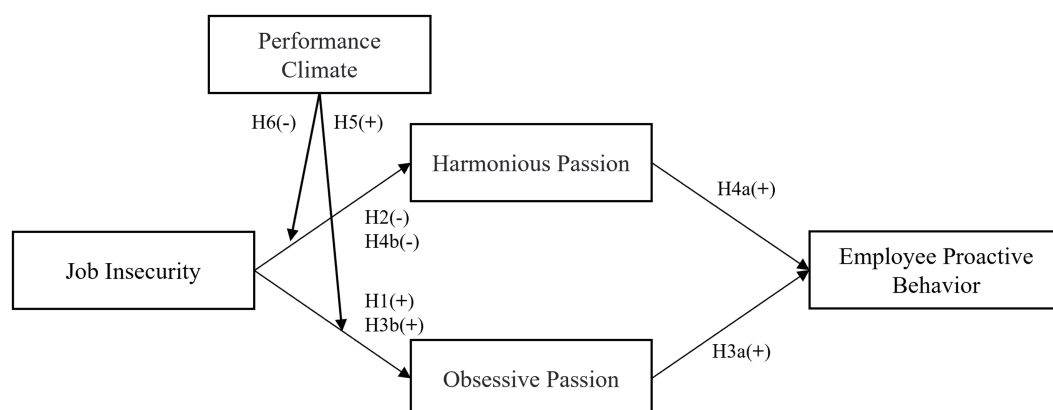 Performance
Climate
H6(-)
H5(+)
Harmonious Passion
H4a(+)
H2(-)
H4b(-)
Job Insecurity
Employee Proactive
Behavior
H1(+)
H3b(+)
H3a(+)
Obsessive Passion